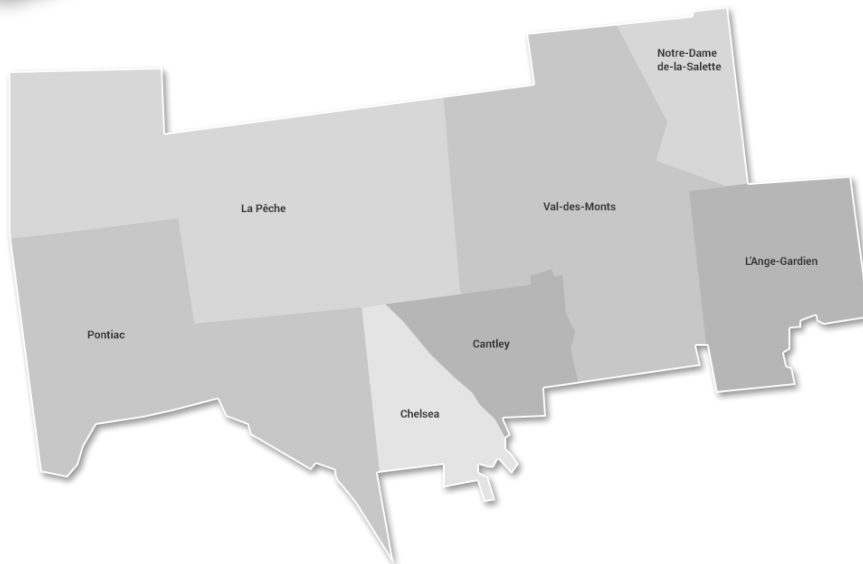 Notre-Dame
de-la-Salette
La Pêche
Val-des-Monts
L'Ange-Gardien
Pontiac
Cantley
Chelsea